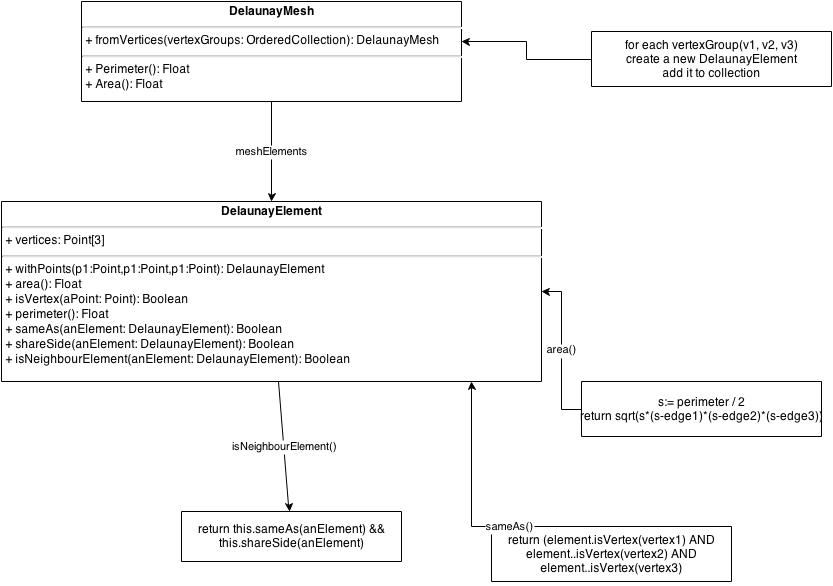 DelaunayMesh
+ fromVertices(vertexGroups: OrderedCollection): DelaunayMesh
+ Perimeter(): Float
+ Area(): Float
for each vertexGroup(v1, v2, v3)
create a new DelaunayElement
add it to collection
meshElements
DelaunayElement
+ vertices: Point[3]
+ withPoints(p1:Point,p1:Point,p1:Point): DelaunayElement
+ area(): Float
+ isVertex(aPoint: Point): Boolean
+ perimeter(): Float
+ sameAs(anElement: DelaunayElement): Boolean
+ shareSide(anElement: DelaunayElement): Boolean
+ isNeighbourElement(anElement: DelaunayElement): Boolean
area()
s:= perimeter / 2
return sqrt(s*(s-edge1)*(s-edge2)*(s-edge3))
isNeighbourElement()
return this.sameAs(anElement) &&
this.shareSide(anElement)
sameAs()
return (element.isVertex(vertex1) AND
element..isVertex(vertex2) AND
element..isVertex(vertex3)